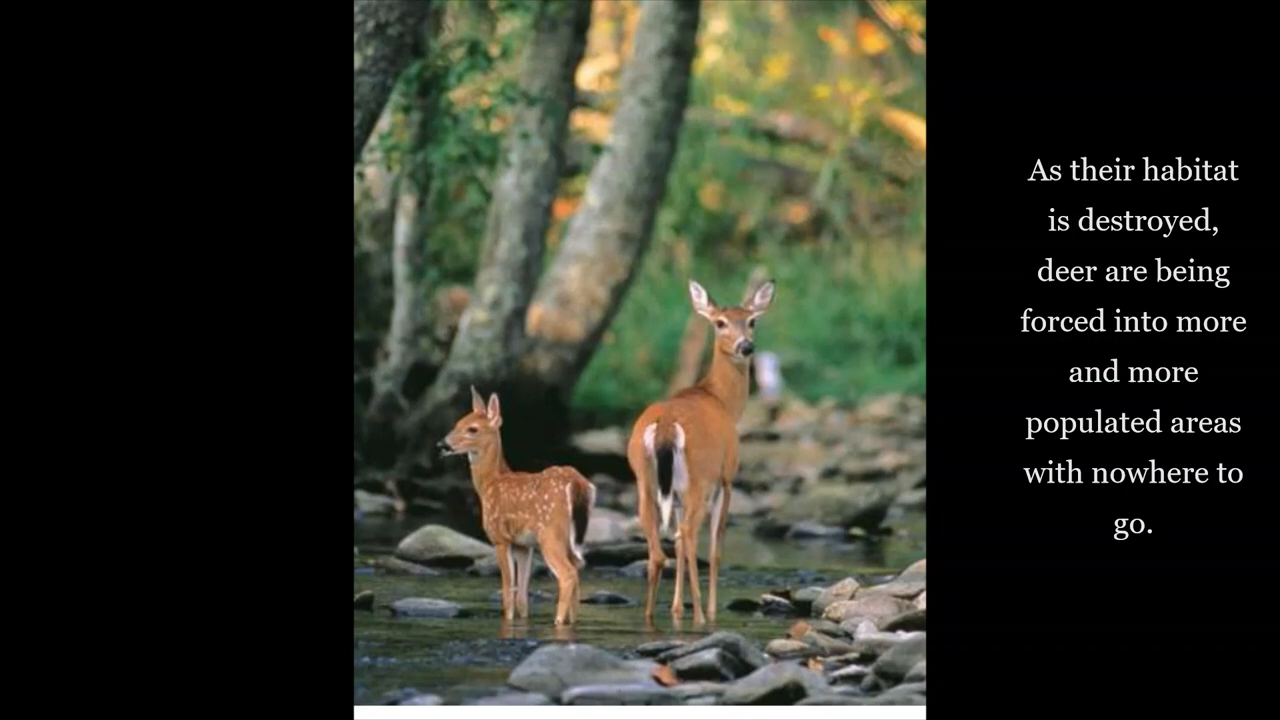 As their habitat
is destroyed,
deer are being
forced into more
and more
populated areas
with nowhere to
go.